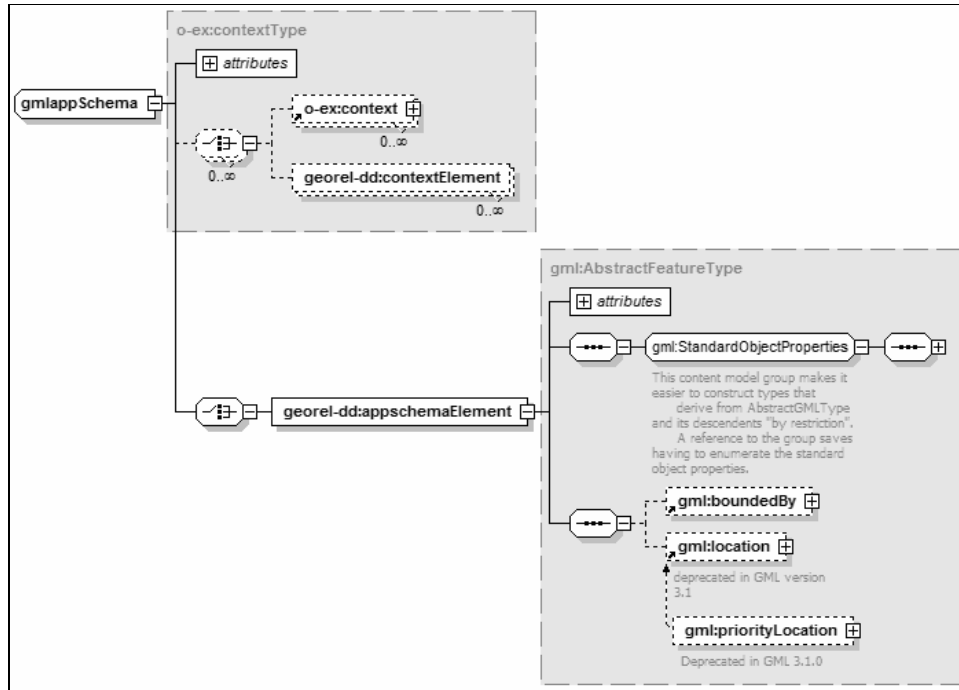 o-ex:contextType
attributes
gmlappSchema
o-ex:context
0..∞
0..∞
georel-dd:contextElement
0..∞
gml:AbstractFeatureType
attributes
gml:StandardObjectProperties
This content model group makes it
easier to construct types that
derive from AbstractGMLType
and its descendents "by restriction".
A reference to the group saves
having to enumerate the standard
object properties.
georel-dd:appschemaElement
gml:boundedBy
gml:location
deprecated in GML version
3.1
gml:priorityLocation
Deprecated in GML 3.1.0